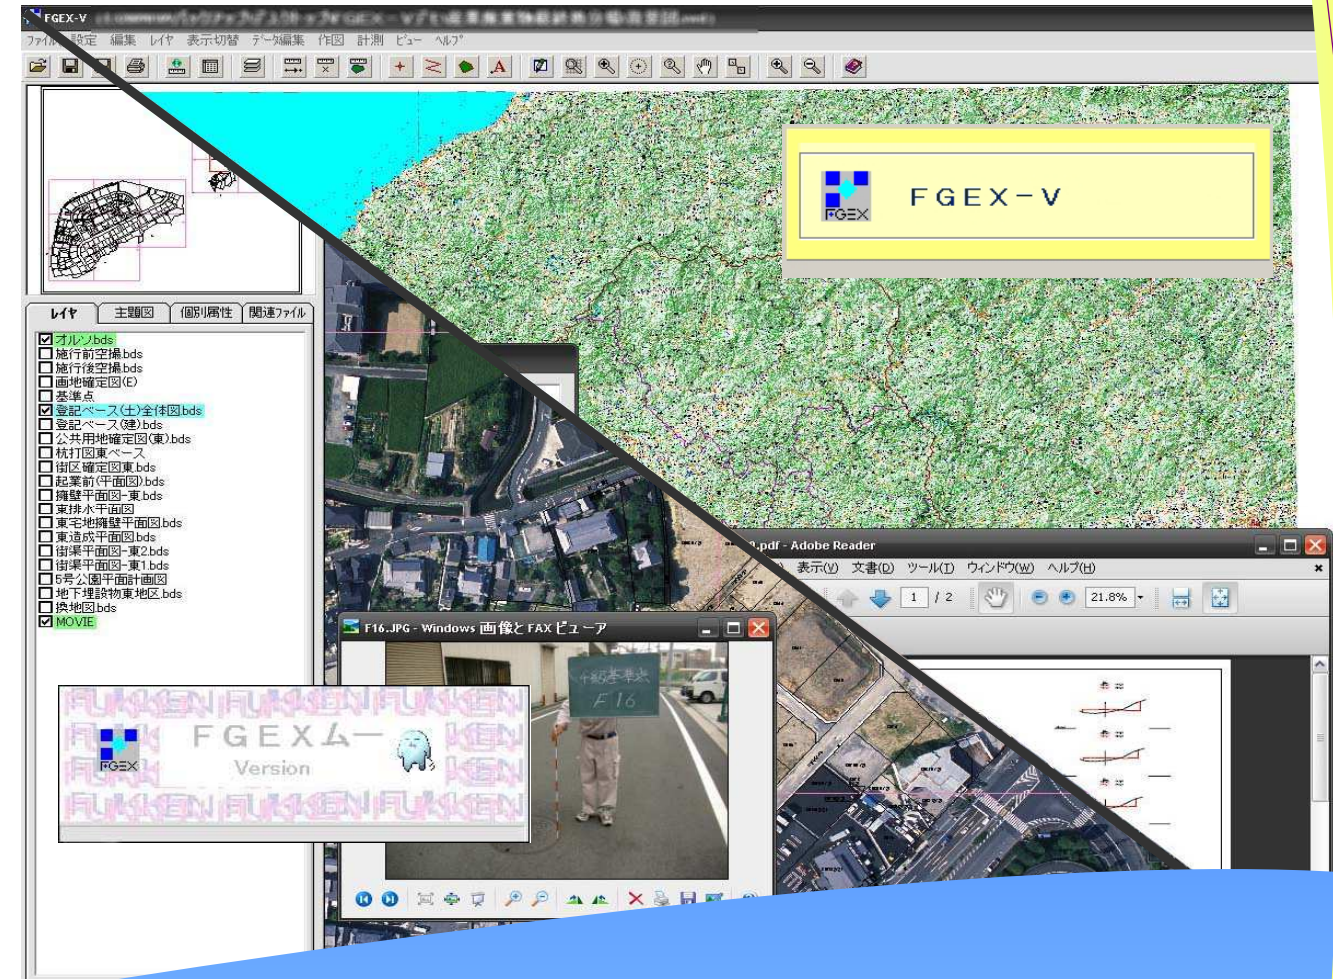 FGEX-V
ファイル 設定 編集 レイヤ 表示切替 データ編集 作図 計測 ビュー ヘルプ
FGEX
FGEX－V
レイヤ 主題図 個別属性 関連ファイル
オルソ.bds
施行前空撮.bds
施行後空撮.bds
画地確定図(E)
基準点
登記ベース(土)全体図.bds
登記ベース(建).bds
公共用地確定図(東).bds
杭打図東ベース
街区確定図東.bds
起業前(平面図).bds
擁壁平面図-東.bds
東排水平面図
東宅地擁壁平面図.bds
東造成平面図.bds
街渠平面図-東2.bds
街渠平面図-東1.bds
5号公園平面計画図
地下埋設物東地区.bds
換地図.bds
MOVIE
.pdf - Adobe Reader
表示(V) 文書(D) ツール(T) ウィンドウ(W) ヘルプ(H)
1 / 2 21.8%
F16.JPG - Windows 画像と FAX ビューア
4級基準点
F16
FUKKEN FUKKEN FUKKEN
FGEXムー
FGEX
Version
FUKKEN FUKKEN FUKKEN